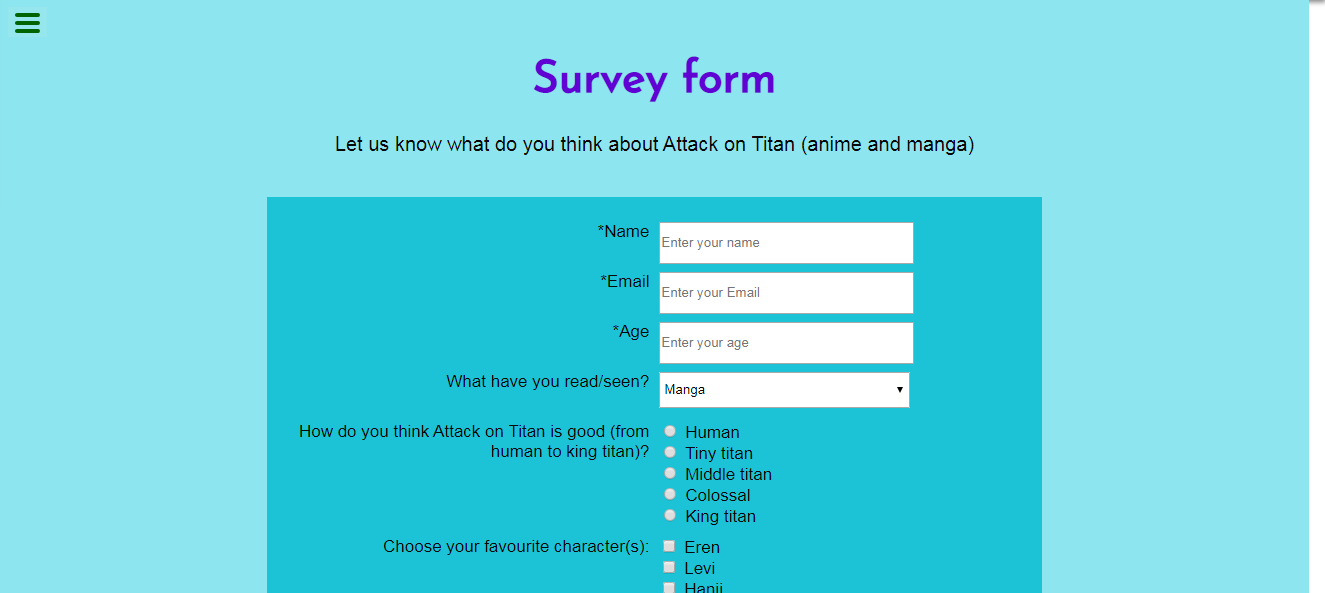 Survey form
Let us know what do you think about Attack on Titan (anime and manga)
*Name
Enter your name
*Email
Enter your Email
*Age
Enter your age
What have you read/seen?
Manga
How do you think Attack on Titan is good (from
human to king titan)?
Human
Tiny titan
Middle titan
Colossal
King titan
Choose your favourite character(s):
Eren
Levi
Hanji